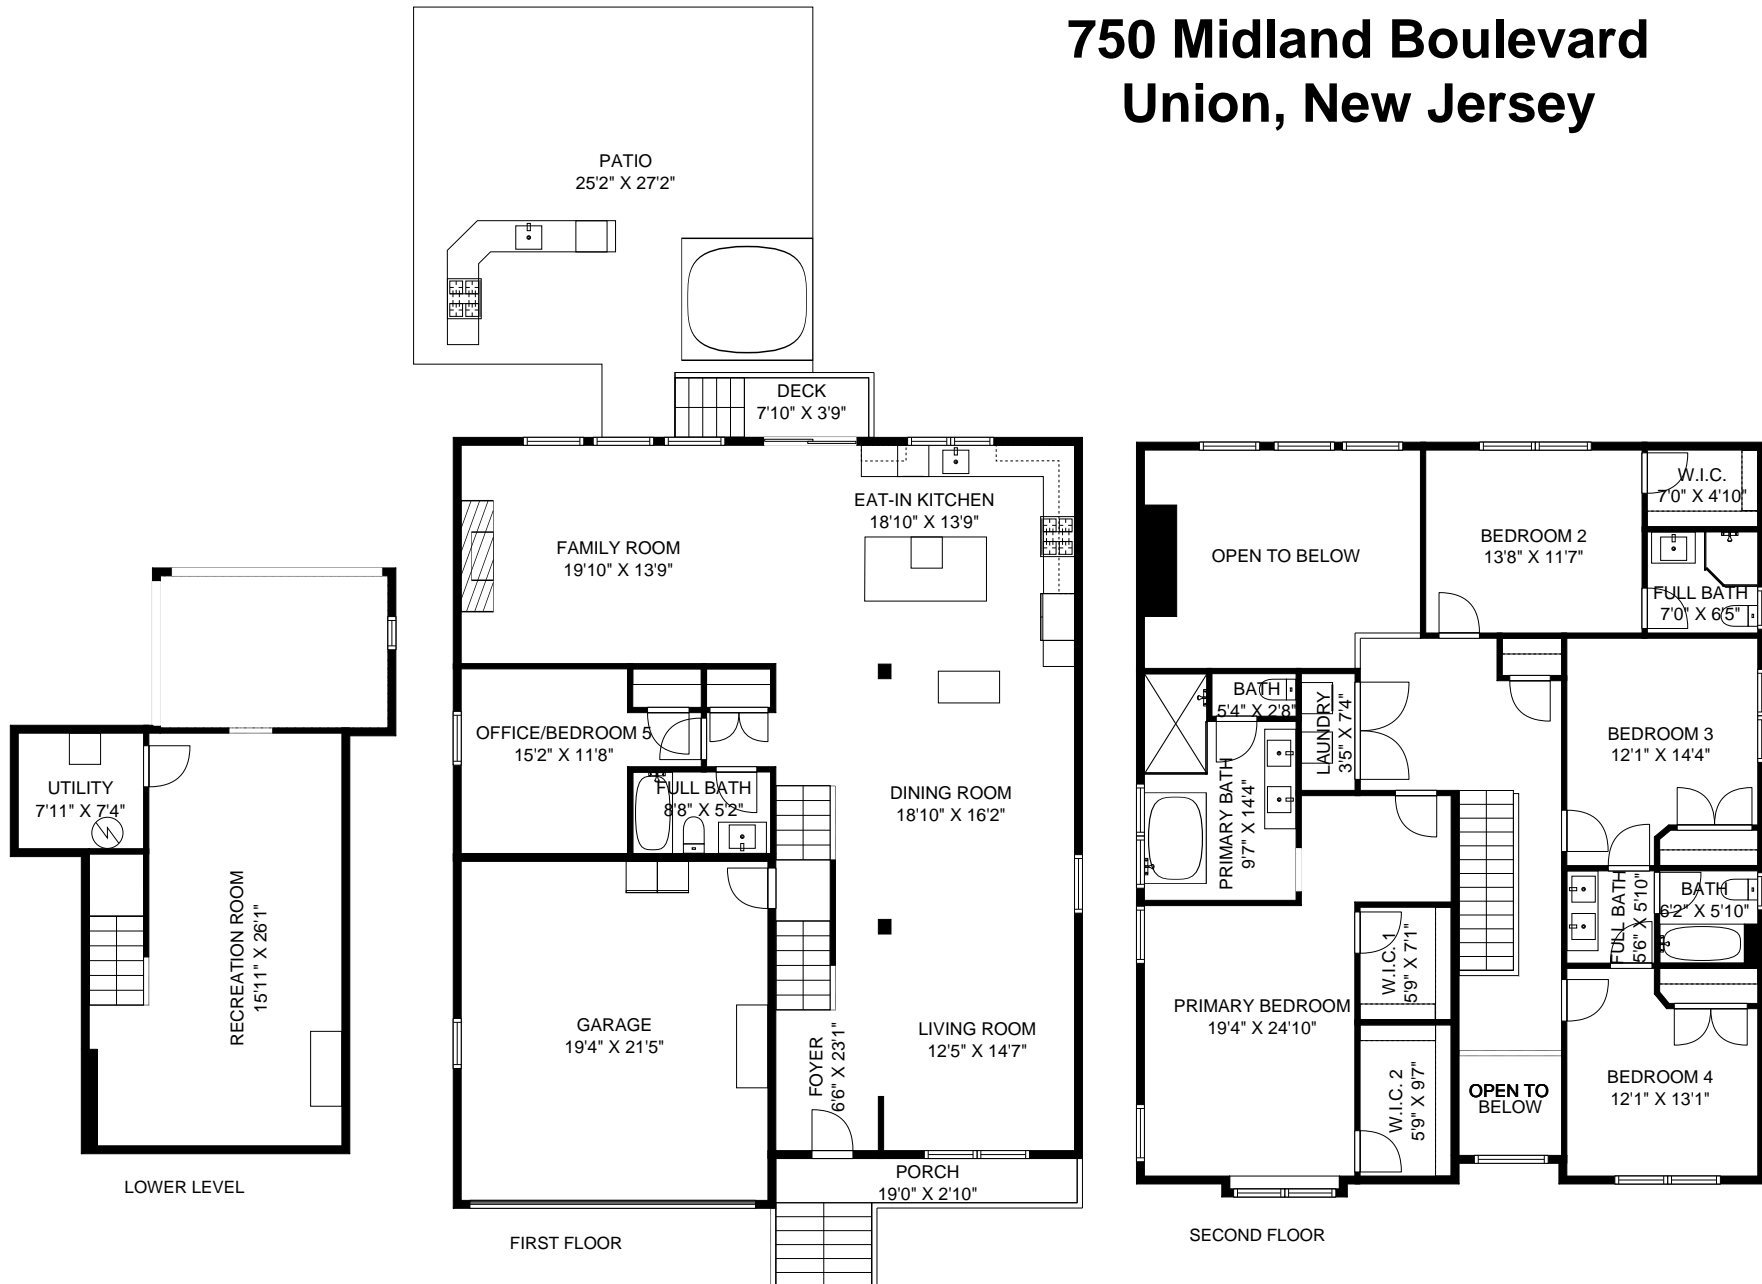 750 Midland Boulevard
Union, New Jersey
PATIO
25'2" X 27'2"
DECK
7'10" X 3'9"
EAT-IN KITCHEN
18'10" X 13'9"
FAMILY ROOM
19'10" X 13'9"
OFFICE/BEDROOM 5
15'2" X 11'8"
FULL BATH
8'8" X 5'2"
DINING ROOM
18'10" X 16'2"
GARAGE
19'4" X 21'5"
FOYER
6'6" X 23'1"
LIVING ROOM
12'5" X 14'7"
PORCH
19'0" X 2'10"
FIRST FLOOR
UTILITY
7'11" X 7'4"
RECREATION ROOM
15'11" X 26'1"
LOWER LEVEL
OPEN TO BELOW
BEDROOM 2
13'8" X 11'7"
W.I.C.
7'0" X 4'10"
FULL BATH
7'0" X 6'5"
BATH
5'4" X 2'8"
LAUNDRY
3'5" X 7'4"
PRIMARY BATH
9'7" X 14'4"
BEDROOM 3
12'1" X 14'4"
FULL BATH
5'6" X 5'10"
BATH
6'2" X 5'10"
W.I.C. 1
5'9" X 7'1"
PRIMARY BEDROOM
19'4" X 24'10"
W.I.C. 2
5'9" X 9'7"
OPEN TO
BELOW
BEDROOM 4
12'1" X 13'1"
SECOND FLOOR